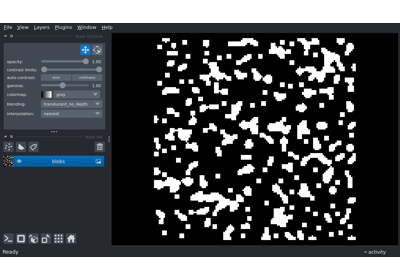 File View Layers Plugins Window Help
layer controls
opacity: 1.00
contrast limits:
auto-contrast: once continuous
gamma: 1.00
colormap: gray
blending: translucent_no_depth
interpolation: nearest
layer list
blobs
Ready activity